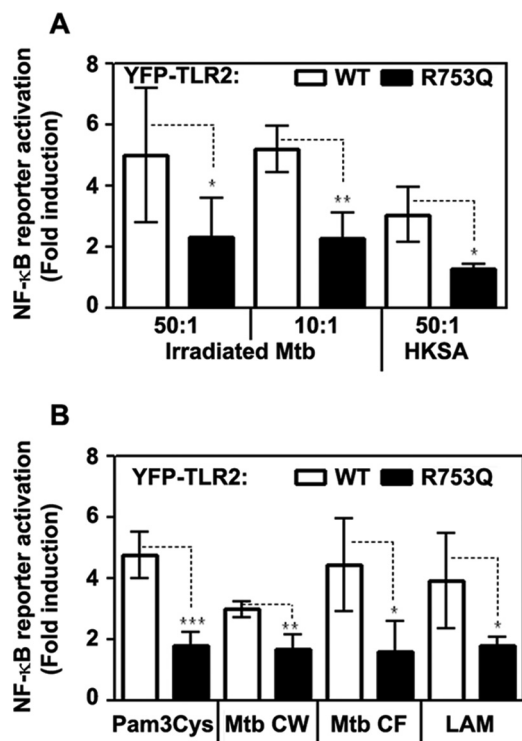 A
NF-κB reporter activation
(Fold induction)
8
6
4
2
0
YFP-TLR2: WT R753Q
* ** *
50:1 10:1 50:1
Irradiated Mtb HKSA
B
NF-κB reporter activation
(Fold induction)
8
6
4
2
0
YFP-TLR2: WT R753Q
*** ** * *
Pam3Cys Mtb CW Mtb CF LAM